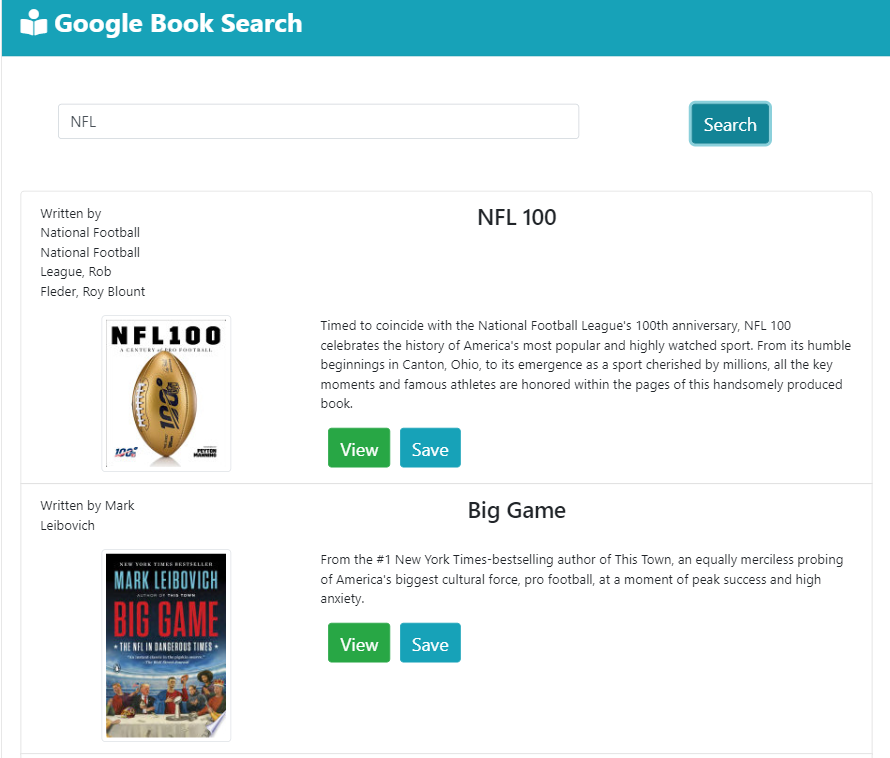 Google Book Search
NFL
Search
Written by
National Football
National Football
League, Rob
Fleder, Roy Blount
NFL 100
NFL100
A CENTURY of PRO FOOTBALL
100
100
PEYTON
MANNING
Timed to coincide with the National Football League's 100th anniversary, NFL 100
celebrates the history of America's most popular and highly watched sport. From its humble
beginnings in Canton, Ohio, to its emergence as a sport cherished by millions, all the key
moments and famous athletes are honored within the pages of this handsomely produced
book.
View
Save
Written by Mark
Leibovich
Big Game
NEW YORK TIMES BESTSELLER
MARK LEIBOVICH
AUTHOR OF THIS TOWN
BIG GAME
THE NFL IN DANGEROUS TIMES
From the #1 New York Times-bestselling author of This Town, an equally merciless probing
of America's biggest cultural force, pro football, at a moment of peak success and high
anxiety.
View
Save